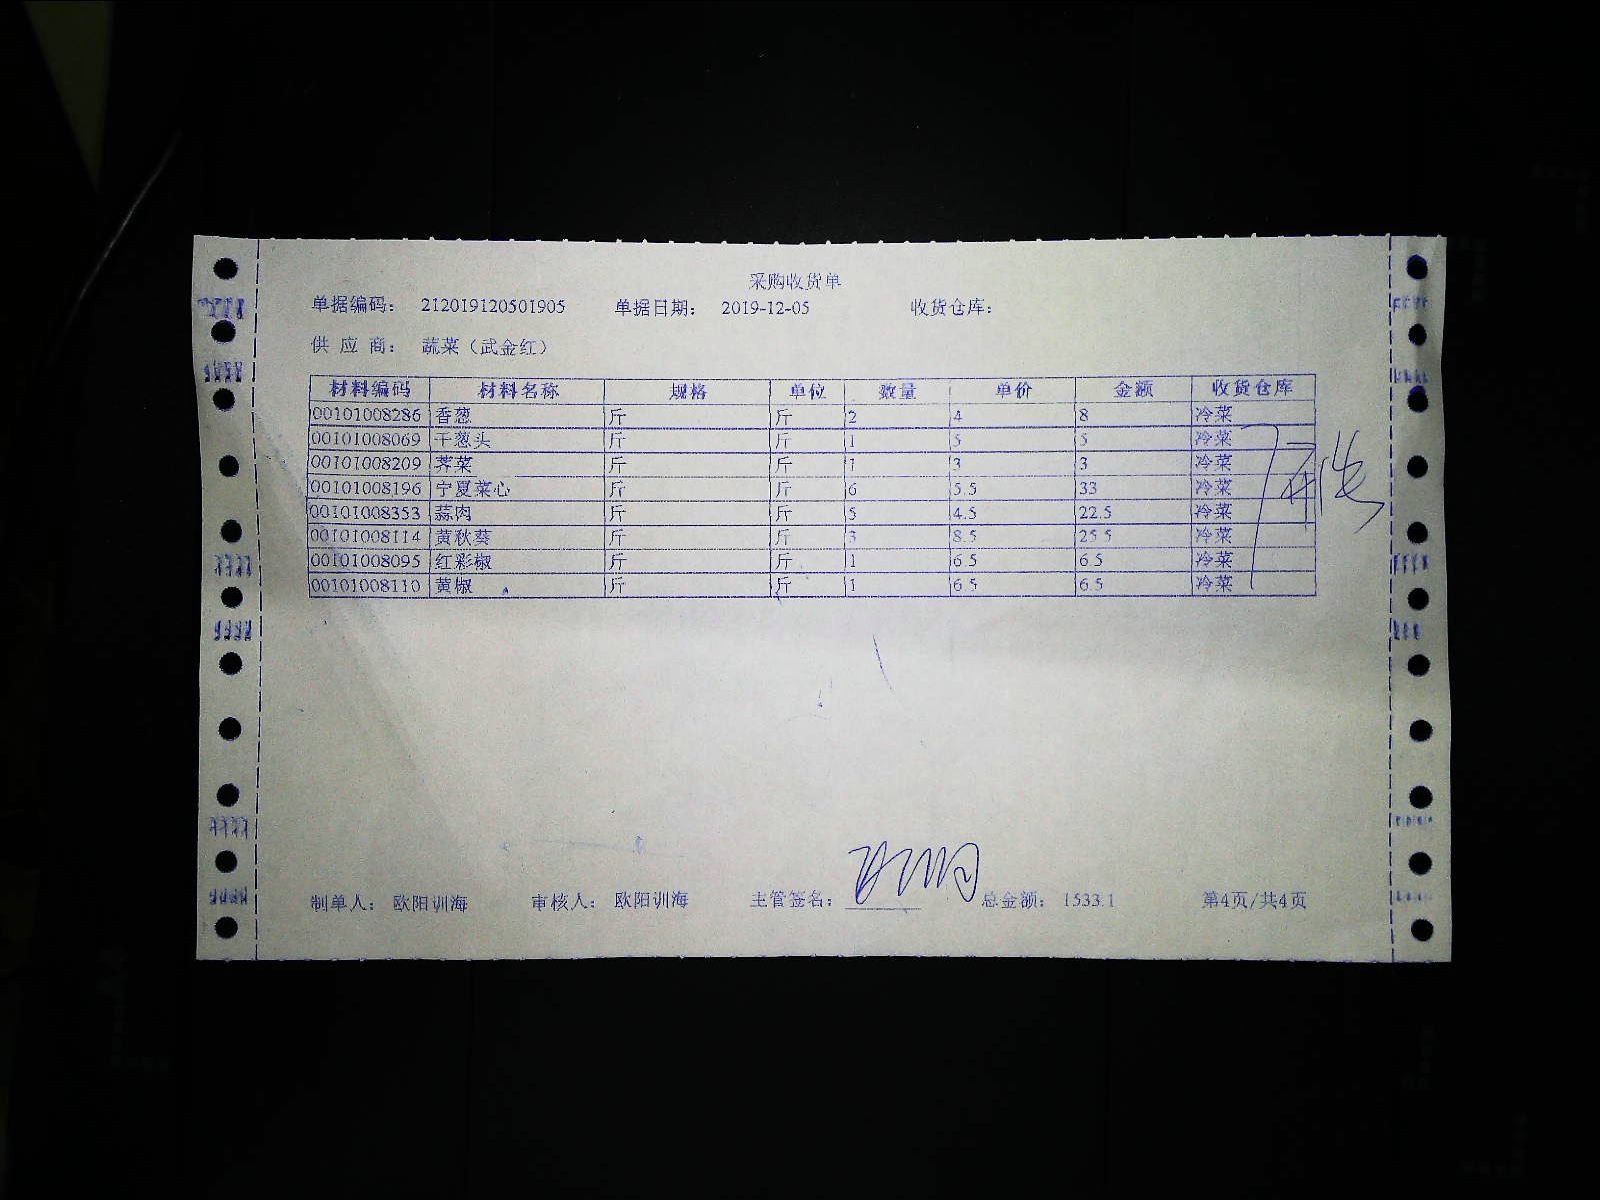 采购收货单
单据编码： 212019120501905 单据日期： 2019-12-05 收货仓库：
供 应 商： 蔬菜（武金红）
材料编码 材料名称 规格 单位 数量 单价 金额 收货仓库
00101008286 香葱 斤 斤 2 4 8 冷菜
00101008069 干葱头 斤 斤 1 5 5 冷菜
00101008209 荠菜 斤 斤 1 3 3 冷菜
00101008196 宁夏菜心 斤 斤 6 5.5 33 冷菜
00101008353 蒜肉 斤 斤 5 4.5 22.5 冷菜
00101008114 黄秋葵 斤 斤 3 8.5 25.5 冷菜
00101008095 红彩椒 斤 斤 1 6.5 6.5 冷菜
00101008110 黄椒 斤 斤 1 6.5 6.5 冷菜
制单人： 欧阳训海 审核人： 欧阳训海 主管签名： 总金额： 1533.1 第4页/共4页